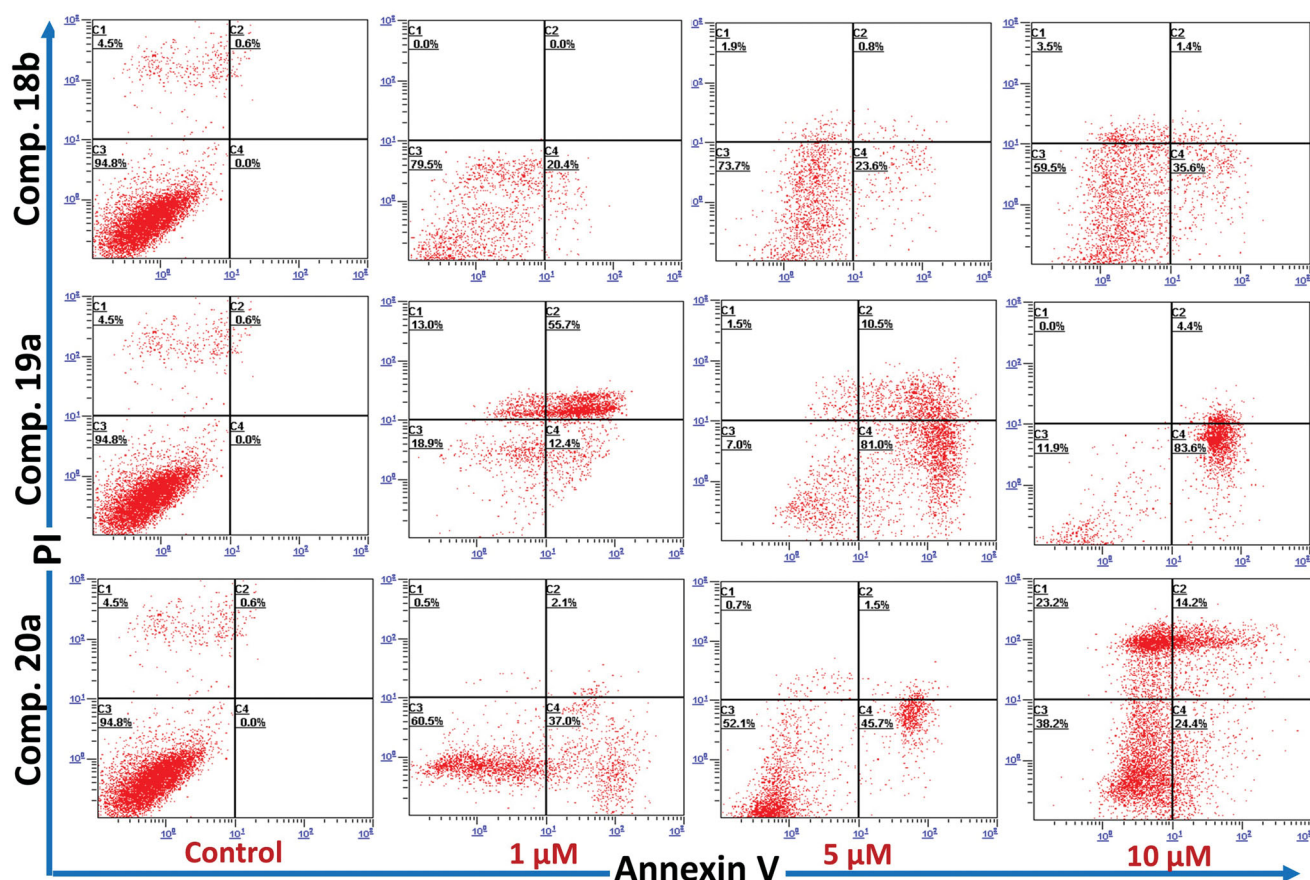 Comp. 18b
C1 4.5% C2 0.6% C3 94.8% C4 0.0%
C1 0.0% C2 0.0% C3 79.5% C4 20.4%
C1 1.9% C2 0.8% C3 73.7% C4 23.6%
C1 3.5% C2 1.4% C3 59.5% C4 35.6%
Comp. 19a
C1 4.5% C2 0.6% C3 94.8% C4 0.0%
C1 13.0% C2 55.7% C3 18.9% C4 12.4%
C1 1.5% C2 10.5% C3 7.0% C4 81.0%
C1 0.0% C2 4.4% C3 11.9% C4 83.6%
PI
Comp. 20a
C1 4.5% C2 0.6% C3 94.8% C4 0.0%
C1 0.5% C2 2.1% C3 60.5% C4 37.0%
C1 0.7% C2 1.5% C3 52.1% C4 45.7%
C1 23.2% C2 14.2% C3 38.2% C4 24.4%
Control 1 μM 5 μM 10 μM
Annexin V